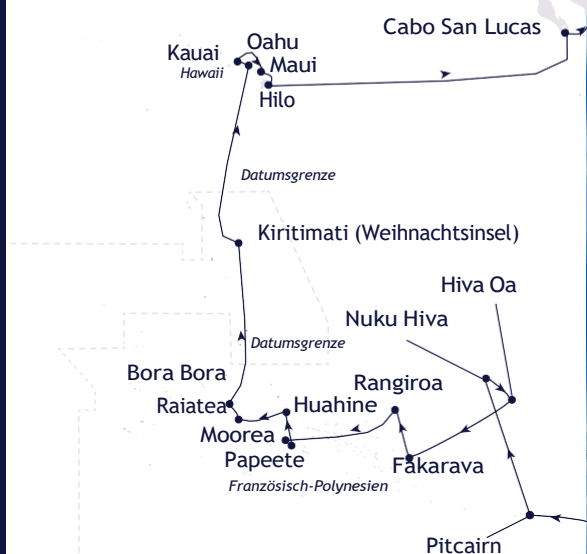 Cabo San Lucas
Oahu
Kauai
Maui
Hawaii
Hilo
Datumsgrenze
Kiritimati (Weihnachtsinsel)
Hiva Oa
Nuku Hiva
Datumsgrenze
Bora Bora
Rangiroa
Raiatea
Huahine
Moorea
Papeete
Fakarava
Französisch-Polynesien
Pitcairn